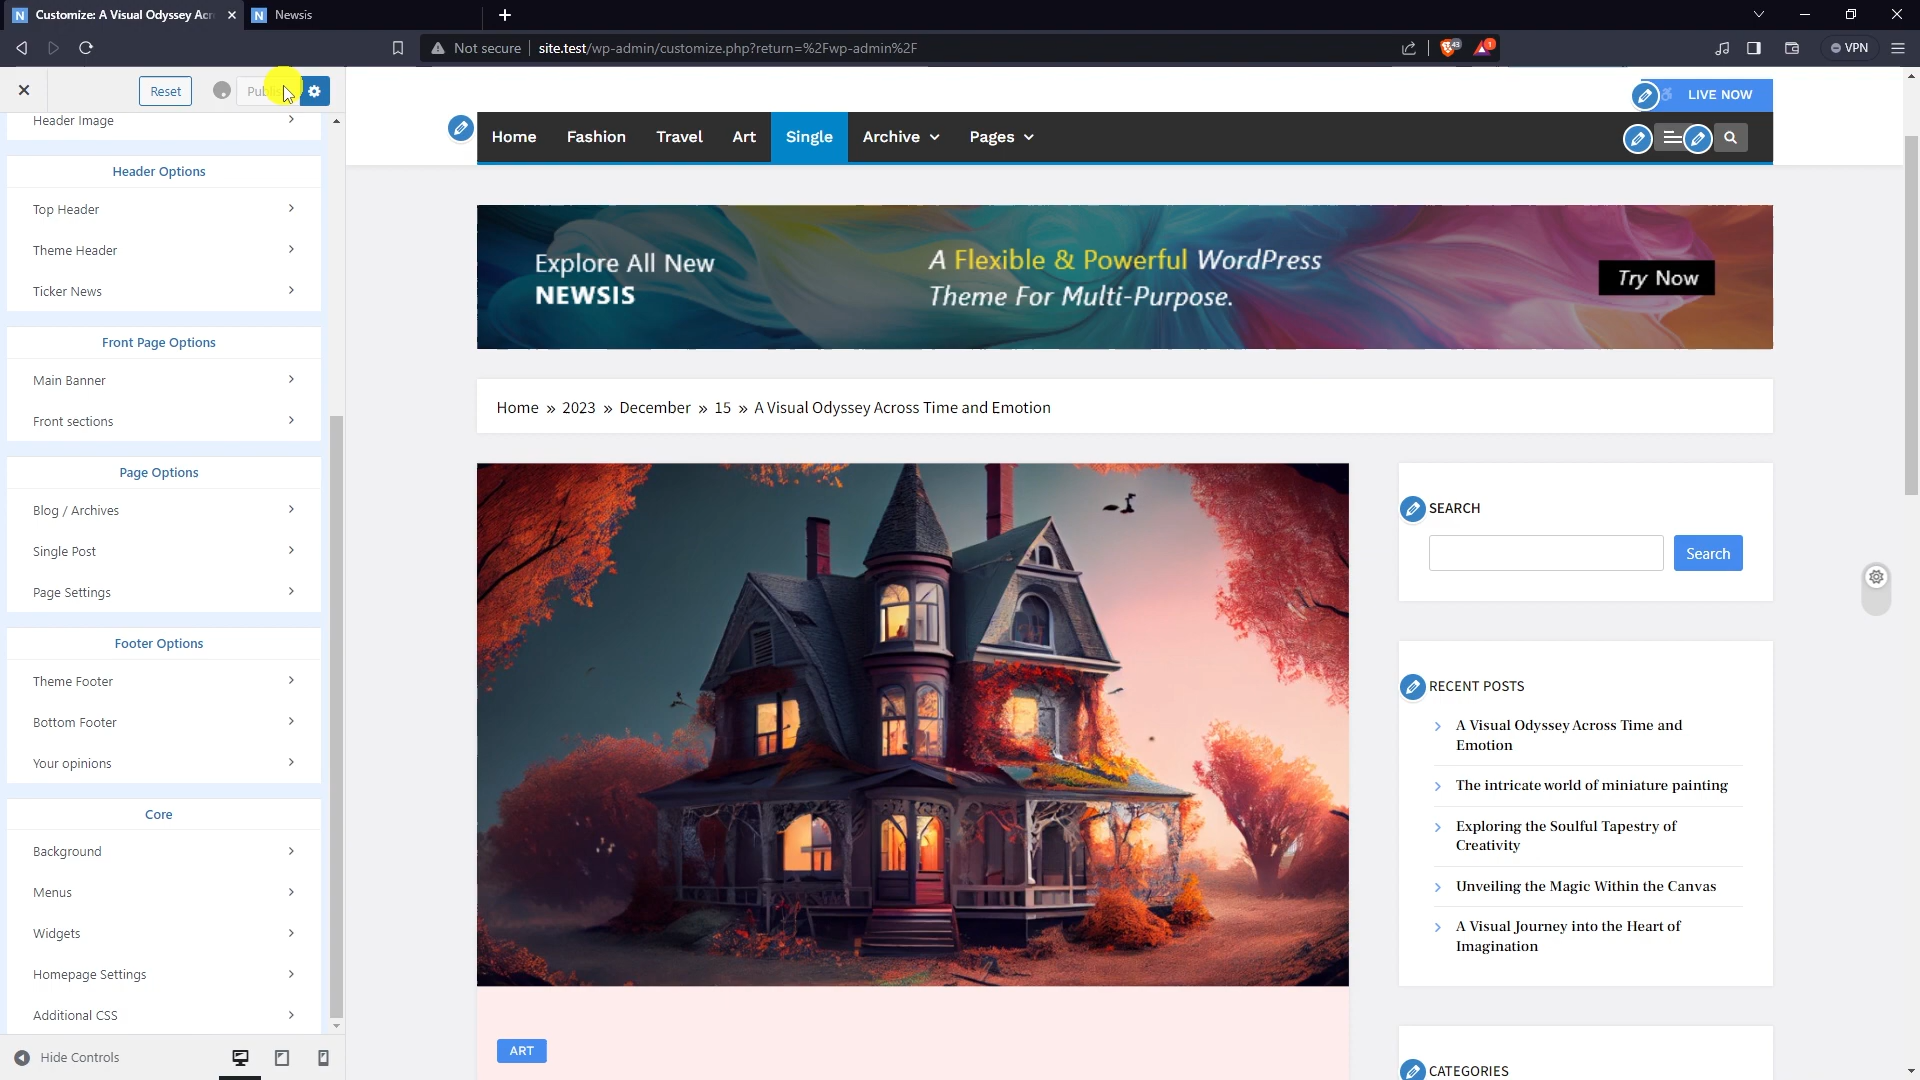 Customize: A Visual Odyssey Acr
Newsis
Not secure
site.test/wp-admin/customize.php?return=%2Fwp-admin%2F
43
1
VPN
Reset
Header Image
Header Options
Top Header
Theme Header
Ticker News
Front Page Options
Main Banner
Front sections
Page Options
Blog / Archives
Single Post
Page Settings
Footer Options
Theme Footer
Bottom Footer
Your opinions
Core
Background
Menus
Widgets
Homepage Settings
Additional CSS
Hide Controls
LIVE NOW
Home Fashion Travel Art Single Archive Pages
Explore All New
NEWSIS
A Flexible & Powerful WordPress
Theme For Multi-Purpose.
Try Now
Home » 2023 » December » 15 » A Visual Odyssey Across Time and Emotion
ART
SEARCH
Search
RECENT POSTS
A Visual Odyssey Across Time and
Emotion
The intricate world of miniature painting
Exploring the Soulful Tapestry of
Creativity
Unveiling the Magic Within the Canvas
A Visual Journey into the Heart of
Imagination
CATEGORIES